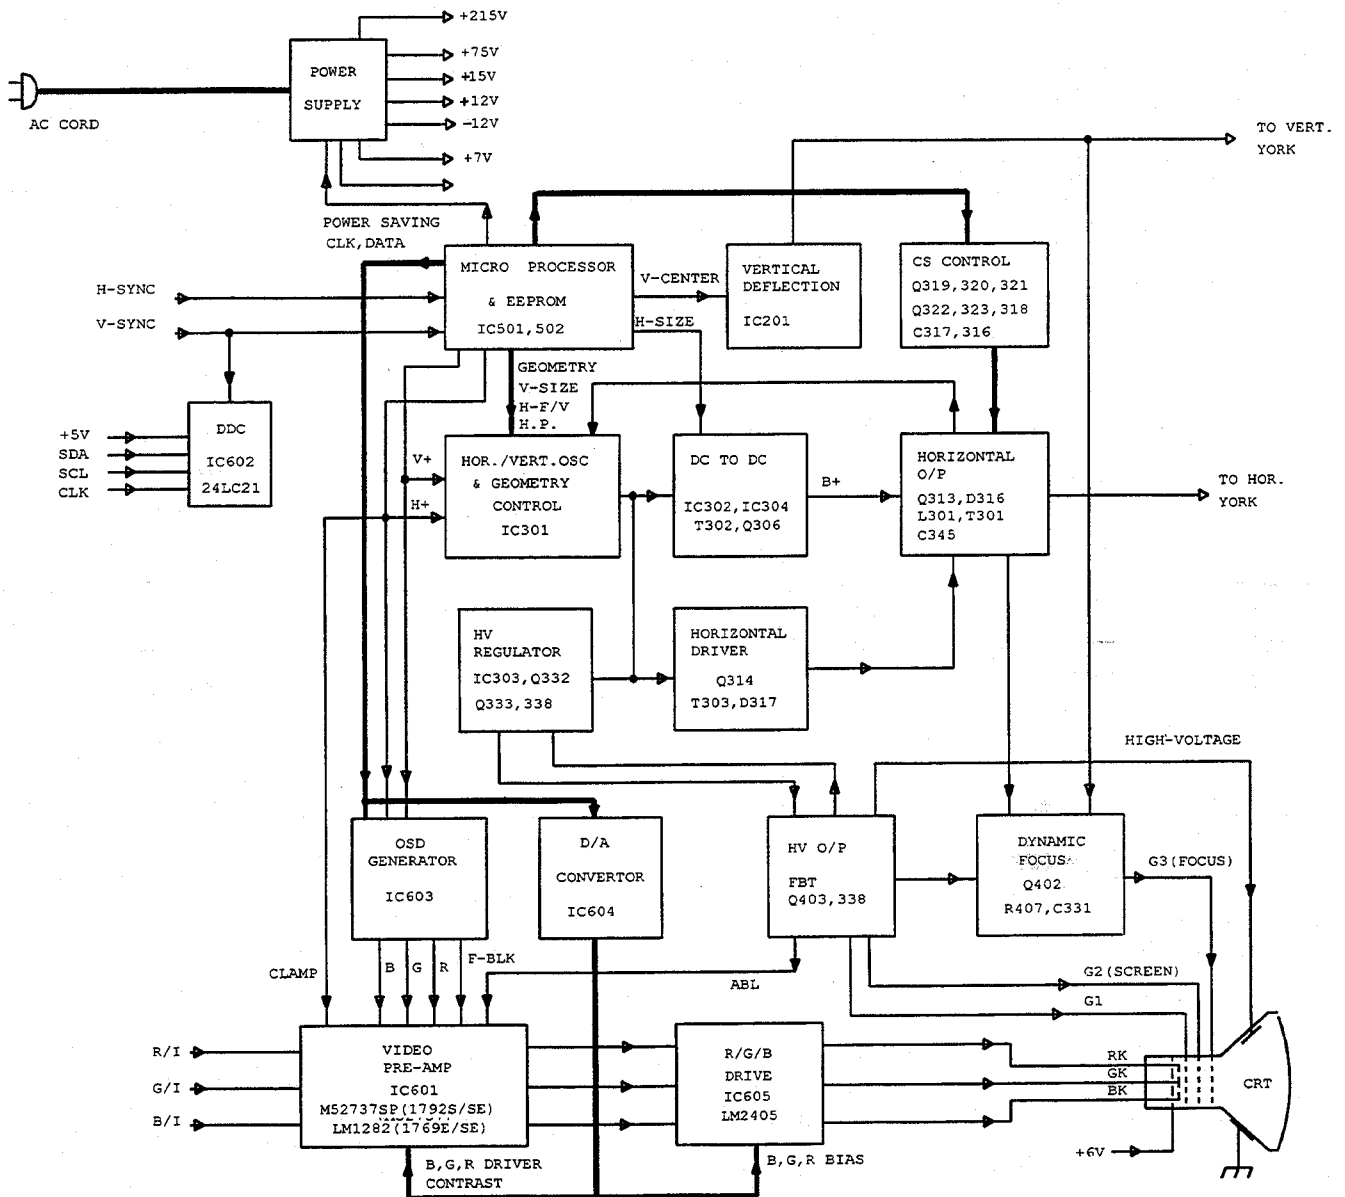 +215V
+75V
+15V
+12V
-12V
+7V
POWER
SUPPLY
AC CORD
TO VERT.
YORK
POWER SAVING
CLK,DATA
MICRO PROCESSOR
& EEPROM
IC501,502
H-SYNC
V-SYNC
V-CENTER
H-SIZE
VERTICAL
DEFLECTION
IC201
CS CONTROL
Q319,320,321
Q322,323,318
C317,316
GEOMETRY
V-SIZE
H-F/V
H.P.
+5V
SDA
SCL
CLK
DDC
IC602
24LC21
V+
H+
HOR./VERT.OSC
& GEOMETRY
CONTROL
IC301
DC TO DC
IC302,IC304
T302,Q306
B+
HORIZONTAL
O/P
Q313,D316
L301,T301
C345
TO HOR.
YORK
HV
REGULATOR
IC303,Q332
Q333,338
HORIZONTAL
DRIVER
Q314
T303,D317
HIGH-VOLTAGE
OSD
GENERATOR
IC603
D/A
CONVERTOR
IC604
HV O/P
FBT
Q403,338
DYNAMIC
FOCUS
Q402
R407,C331
G3(FOCUS)
CLAMP
B
G
R
F-BLK
ABL
G2(SCREEN)
G1
R/I
G/I
B/I
VIDEO
PRE-AMP
IC601
M52737SP(1792S/SE)
LM1282(1769E/SE)
R/G/B
DRIVE
IC605
LM2405
RK
GK
BK
CRT
+6V
B,G,R DRIVER
CONTRAST
B,G,R BIAS